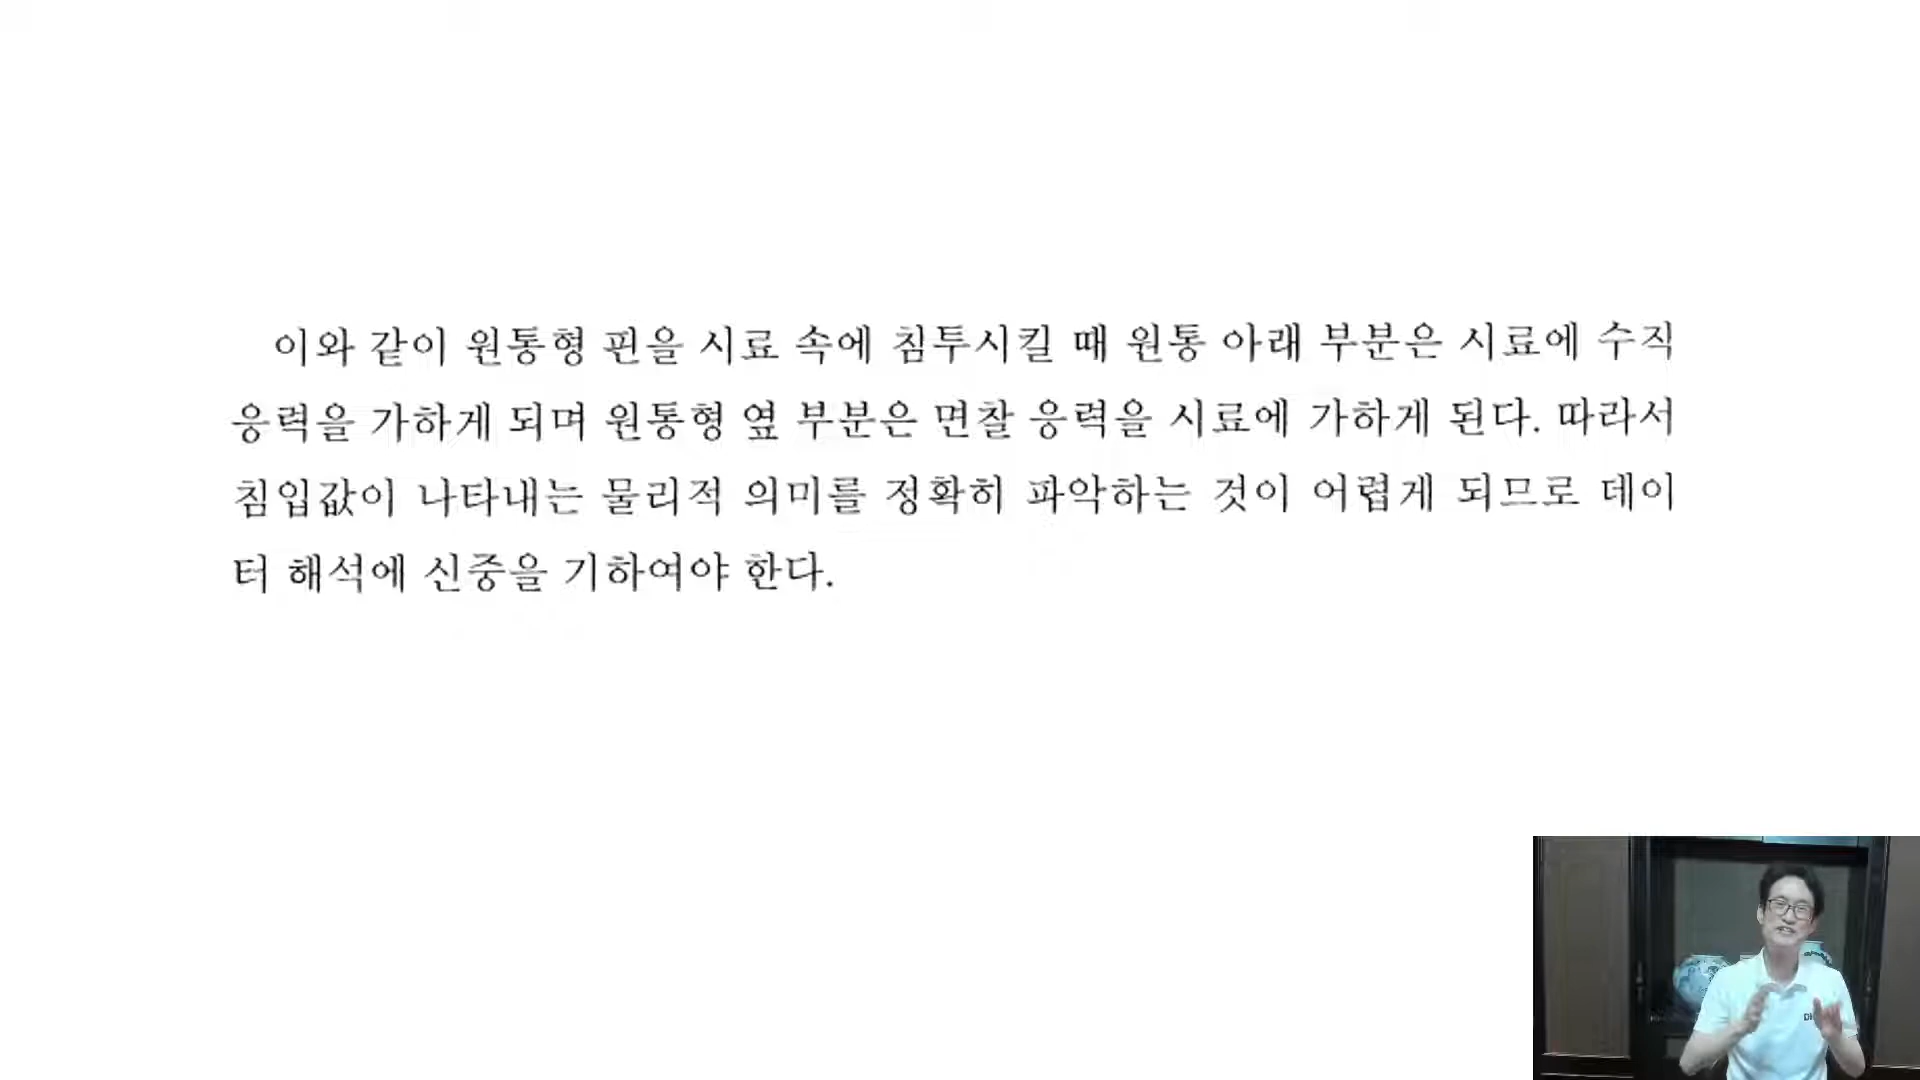 이와 같이 원통형 핀을 시료 속에 침투시킬 때 원통 아래 부분은 시료에 수직
응력을 가하게 되며 원통형 옆 부분은 면찰 응력을 시료에 가하게 된다. 따라서
침입값이 나타내는 물리적 의미를 정확히 파악하는 것이 어렵게 되므로 데이
터 해석에 신중을 기하여야 한다.